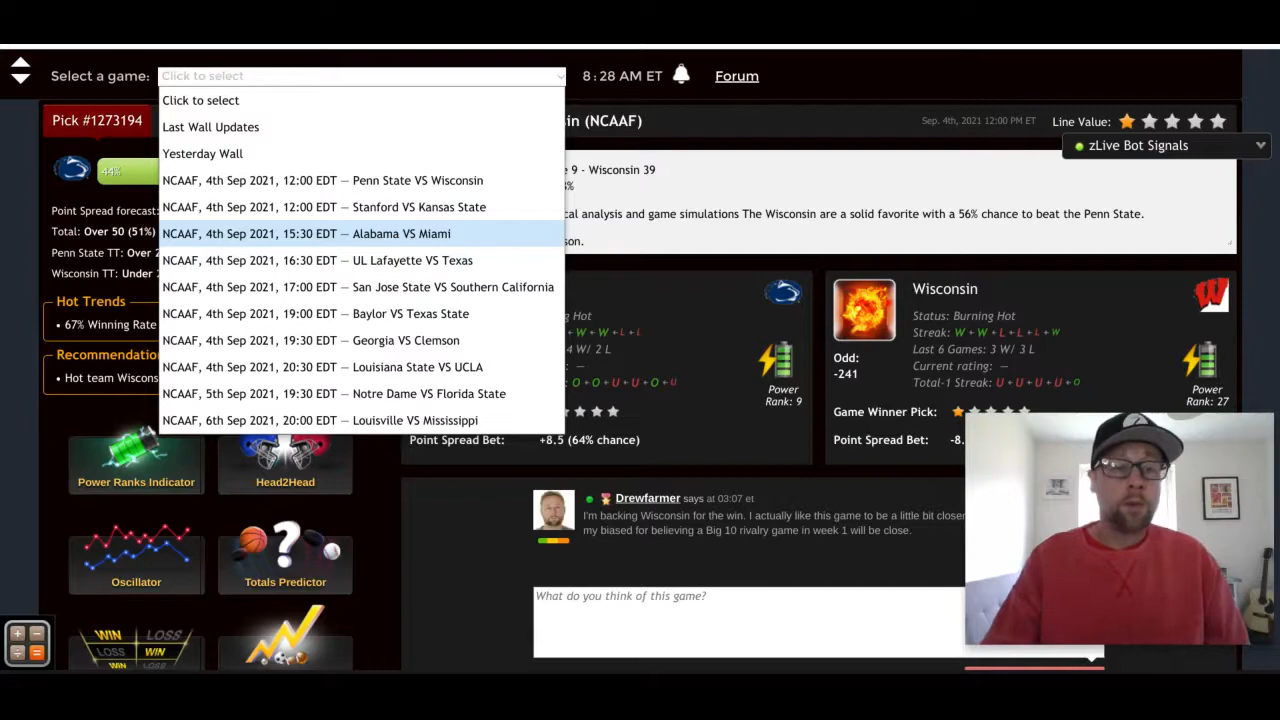 Select a game:
Click to select
8:28 AM ET
Forum
Click to select
Last Wall Updates
Yesterday Wall
NCAAF, 4th Sep 2021, 12:00 EDT — Penn State VS Wisconsin
NCAAF, 4th Sep 2021, 12:00 EDT — Stanford VS Kansas State
NCAAF, 4th Sep 2021, 15:30 EDT — Alabama VS Miami
NCAAF, 4th Sep 2021, 16:30 EDT — UL Lafayette VS Texas
NCAAF, 4th Sep 2021, 17:00 EDT — San Jose State VS Southern California
NCAAF, 4th Sep 2021, 19:00 EDT — Baylor VS Texas State
NCAAF, 4th Sep 2021, 19:30 EDT — Georgia VS Clemson
NCAAF, 4th Sep 2021, 20:30 EDT — Louisiana State VS UCLA
NCAAF, 5th Sep 2021, 19:30 EDT — Notre Dame VS Florida State
NCAAF, 6th Sep 2021, 20:00 EDT — Louisville VS Mississippi
Pick #1273194
in (NCAAF)
Sep. 4th, 2021 12:00 PM ET
Line Value:
zLive Bot Signals
44%
e 9 - Wisconsin 39
%
cal analysis and game simulations The Wisconsin are a solid favorite with a 56% chance to beat the Penn State.
son.
Point Spread forecast:
Total: Over 50 (51%)
Penn State TT: Over 2
Wisconsin TT: Under 2
Hot Trends
• 67% Winning Rate
Recommendatio
• Hot team Wiscons
W + W + L + L
4 W/ 2 L
: —
O + O + U + U + O + U
Power
Rank: 9
Point Spread Bet: +8.5 (64% chance)
Wisconsin
Status: Burning Hot
Streak: W + W + L + L + L + W
Last 6 Games: 3 W/ 3 L
Current rating: —
Total-1 Streak: U + U + U + U + O
Odd:
-241
Power
Rank: 27
Game Winner Pick:
Point Spread Bet: -8.
Power Ranks Indicator
Head2Head
Oscillator
Totals Predictor
WIN LOSS
LOSS WIN
WIN LOSS
Drewfarmer says at 03:07 et
I'm backing Wisconsin for the win. I actually like this game to be a little bit closer
my biased for believing a Big 10 rivalry game in week 1 will be close.
What do you think of this game?